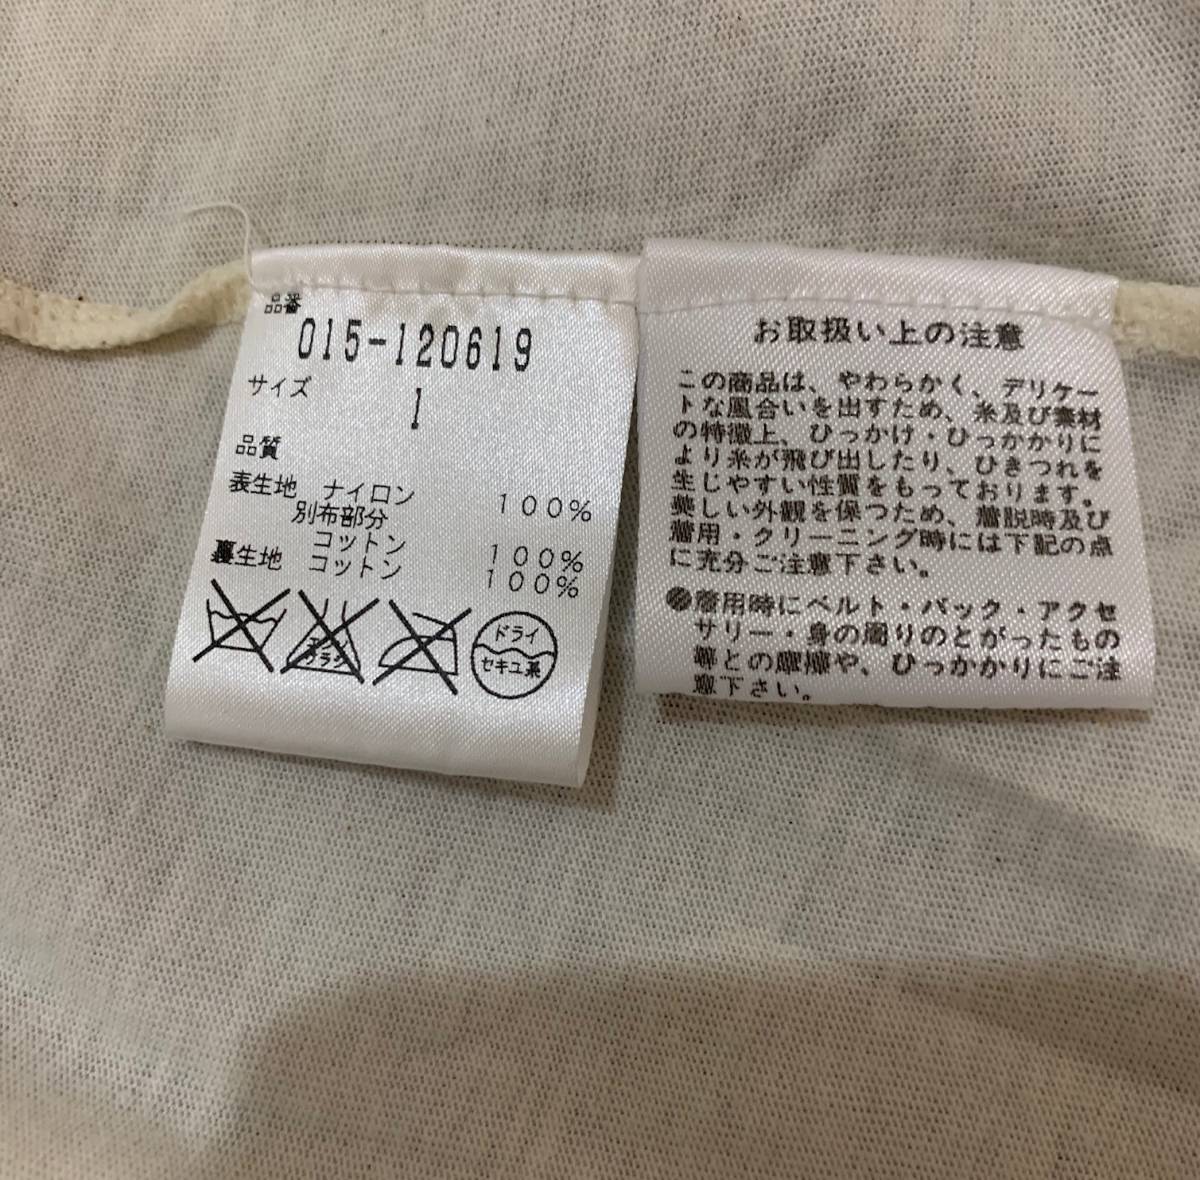 品番
015-120619
サイズ 1
品質
表生地 ナイロン 100%
別布部分
コットン 100%
裏生地 コットン 100%
エンソ
サラシ
ドライ
セキユ系
お取扱い上の注意
この商品は、やわらかく、デリケー
トな風合いを出すため、糸及び素材
の特徴上、ひっかけ・ひっかかりに
より糸が飛び出したり、ひきつれを
生じやすい性質をもっております。
美しい外観を保つため、着脱時及び
着用・クリーニング時には下記の点
に充分ご注意下さい。
●着用時にベルト・バック・アクセ
サリー・身の周りのとがったもの
等との摩擦や、ひっかかりにご注
意下さい。